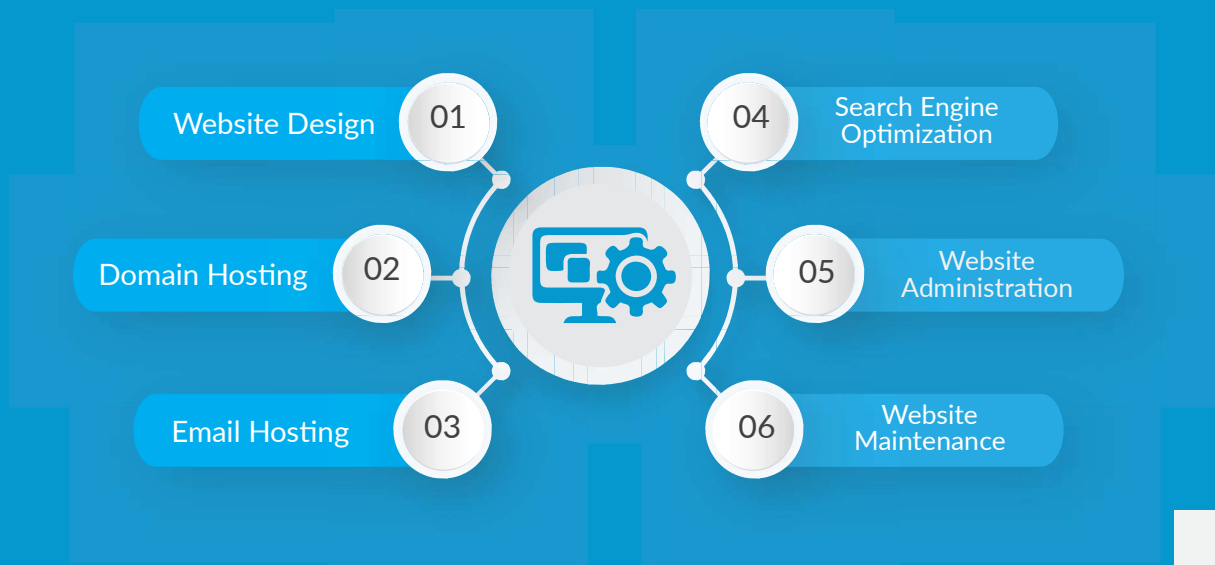 01
Website Design
02
Domain Hosting
03
Email Hosting
04
Search Engine
Optimization
05
Website
Administration
06
Website
Maintenance